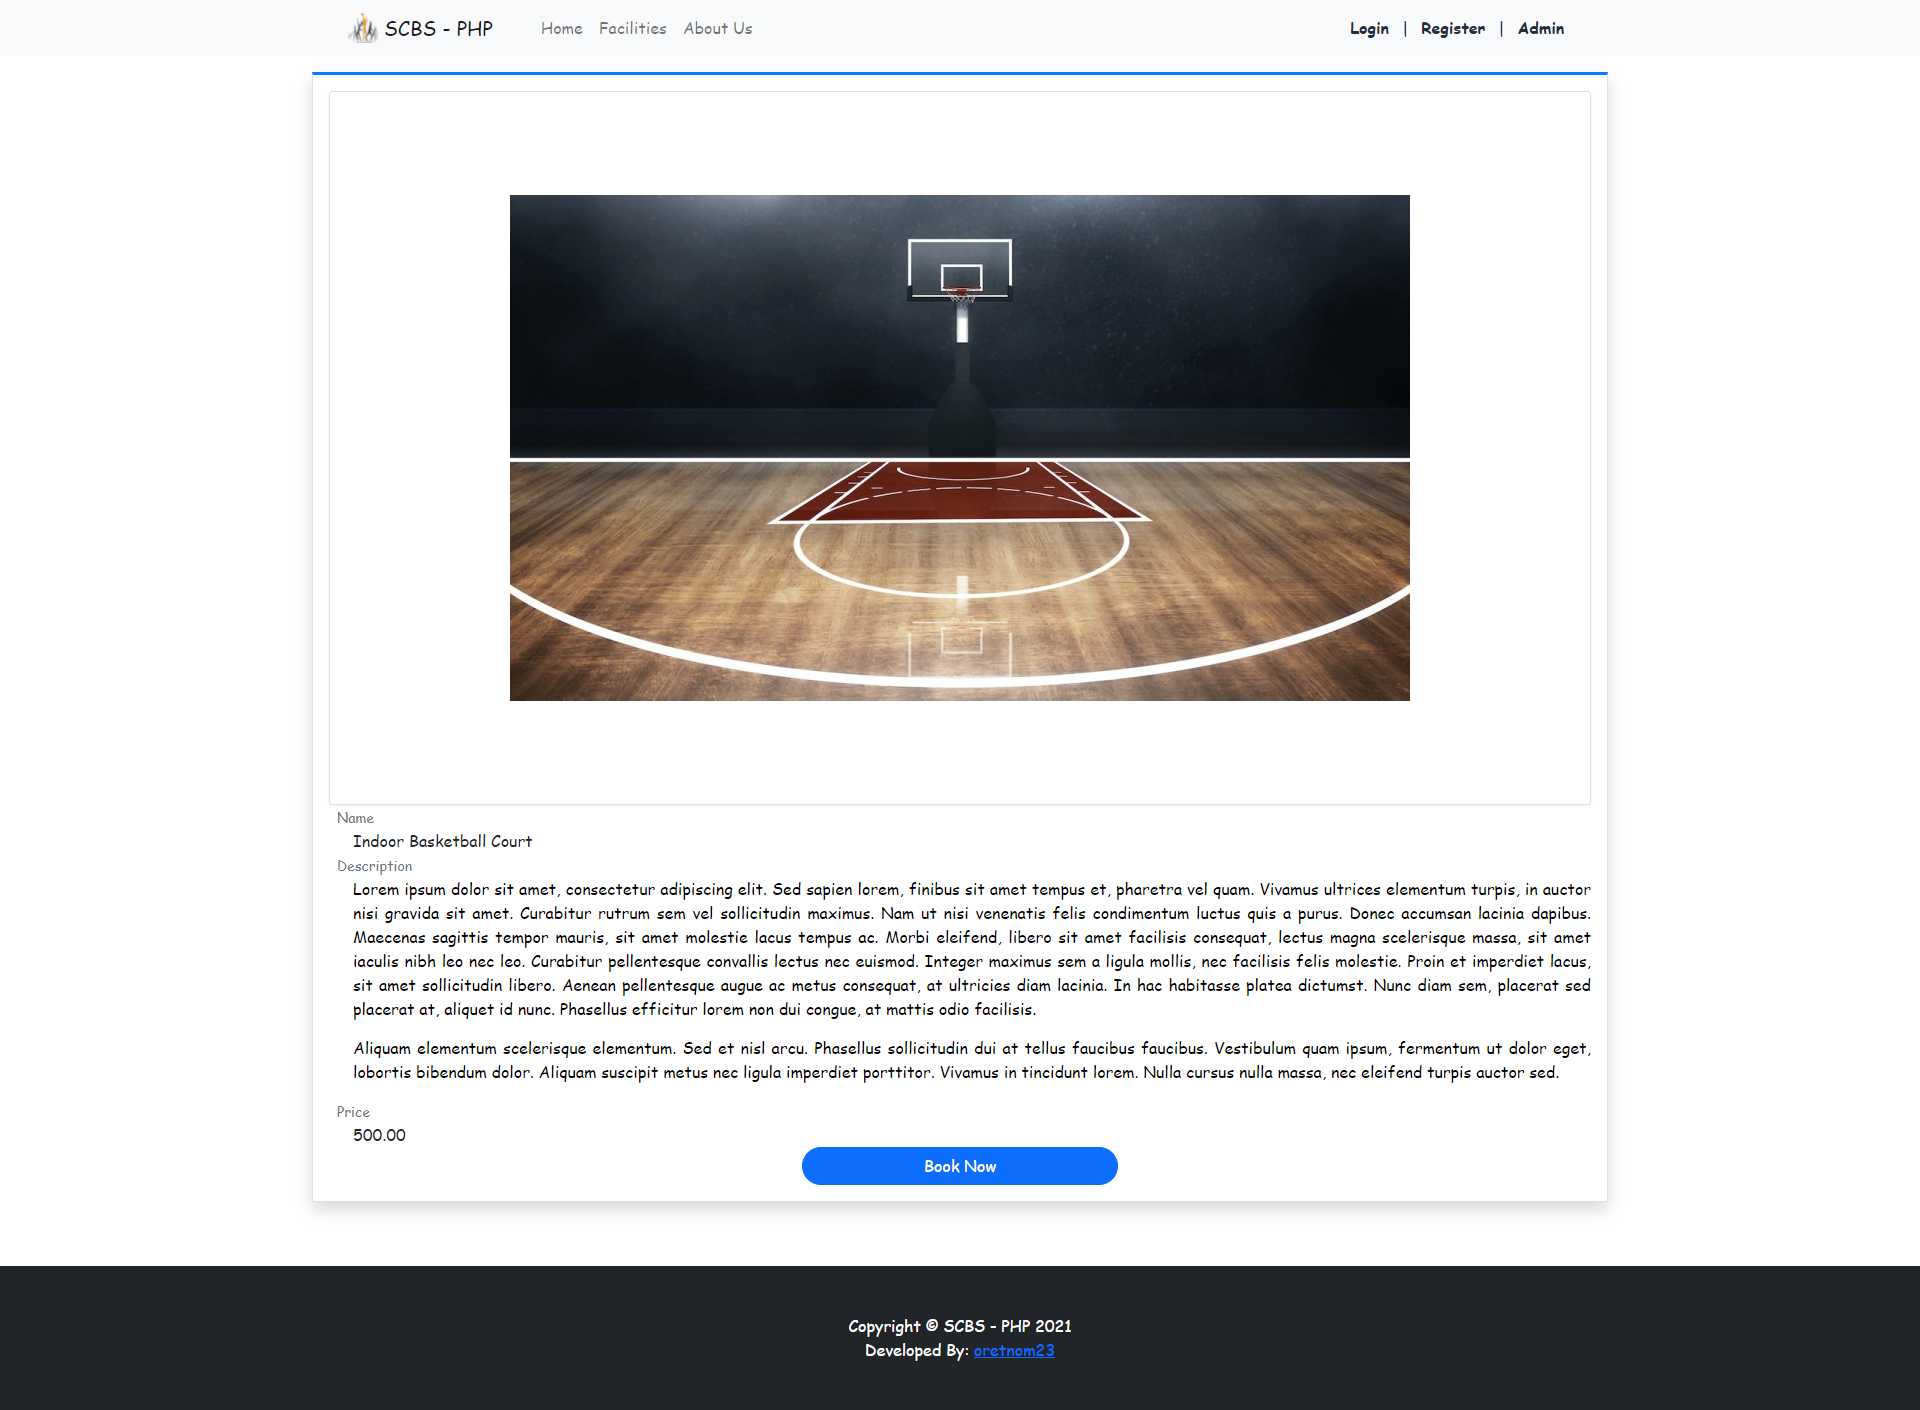 SCBS - PHP
Home Facilities About Us
Login | Register | Admin
Name
Indoor Basketball Court
Description
Lorem ipsum dolor sit amet, consectetur adipiscing elit. Sed sapien lorem, finibus sit amet tempus et, pharetra vel quam. Vivamus ultrices elementum turpis, in auctor
nisi gravida sit amet. Curabitur rutrum sem vel sollicitudin maximus. Nam ut nisi venenatis felis condimentum luctus quis a purus. Donec accumsan lacinia dapibus.
Maecenas sagittis tempor mauris, sit amet molestie lacus tempus ac. Morbi eleifend, libero sit amet facilisis consequat, lectus magna scelerisque massa, sit amet
iaculis nibh leo nec leo. Curabitur pellentesque convallis lectus nec euismod. Integer maximus sem a ligula mollis, nec facilisis felis molestie. Proin et imperdiet lacus,
sit amet sollicitudin libero. Aenean pellentesque augue ac metus consequat, at ultricies diam lacinia. In hac habitasse platea dictumst. Nunc diam sem, placerat sed
placerat at, aliquet id nunc. Phasellus efficitur lorem non dui congue, at mattis odio facilisis.
Aliquam elementum scelerisque elementum. Sed et nisl arcu. Phasellus sollicitudin dui at tellus faucibus faucibus. Vestibulum quam ipsum, fermentum ut dolor eget,
lobortis bibendum dolor. Aliquam suscipit metus nec ligula imperdiet porttitor. Vivamus in tincidunt lorem. Nulla cursus nulla massa, nec eleifend turpis auctor sed.
Price
500.00
Book Now
Copyright © SCBS - PHP 2021
Developed By: oretnom23